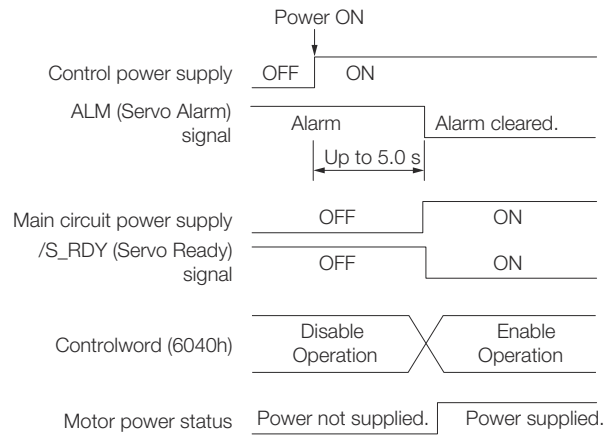 Power ON
Control power supply OFF ON
ALM (Servo Alarm)
signal
Alarm Alarm cleared.
Up to 5.0 s
Main circuit power supply OFF ON
/S_RDY (Servo Ready)
signal
OFF ON
Controlword (6040h)
Disable
Operation
Enable
Operation
Motor power status Power not supplied. Power supplied.